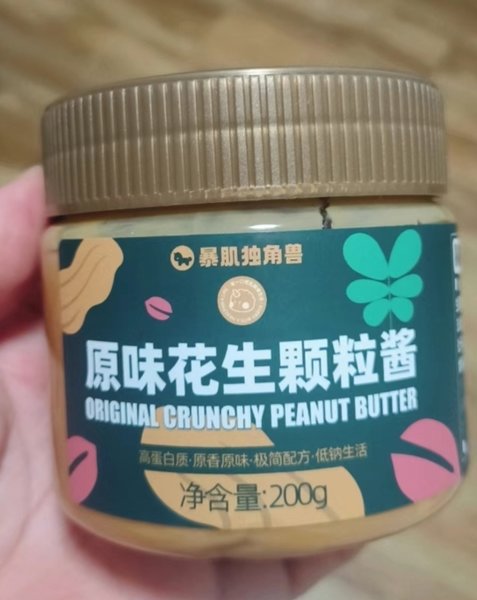 暴肌独角兽
原味花生颗粒酱
ORIGINAL CRUNCHY PEANUT BUTTER
高蛋白质·原香原味·极简配方·低钠生活
净含量:200g